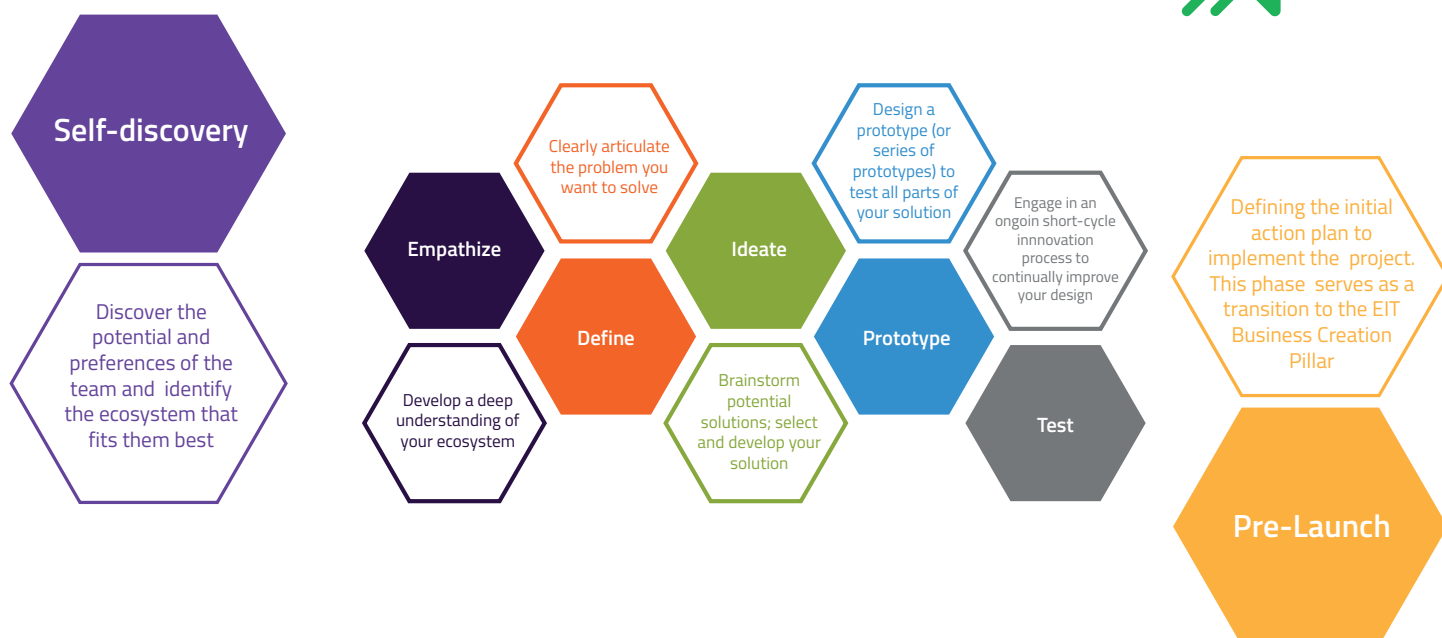 Self-discovery
Discover the
potential and
preferences of the
team and identify
the ecosystem that
fits them best
Empathize
Develop a deep
understanding of
your ecosystem
Clearly articulate
the problem you
want to solve
Define
Ideate
Brainstorm
potential
solutions; select
and develop your
solution
Design a
prototype (or
series of
prototypes) to
test all parts of
your solution
Prototype
Engage in an
ongoin short-cycle
innnovation
process to
continually improve
your design
Test
Defining the initial
action plan to
implement the project.
This phase serves as a
transition to the EIT
Business Creation
Pillar
Pre-Launch